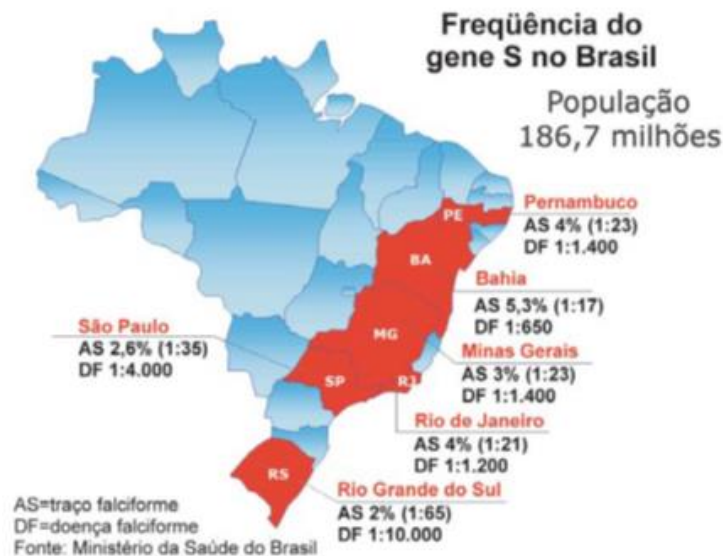 Freqüência do
gene S no Brasil
População
186,7 milhões
PE
Pernambuco
AS 4% (1:23)
DF 1:1.400
BA
Bahia
AS 5,3% (1:17)
DF 1:650
São Paulo
AS 2,6% (1:35)
DF 1:4.000
MG
Minas Gerais
AS 3% (1:23)
DF 1:1.400
SP
RJ
Rio de Janeiro
AS 4% (1:21)
DF 1:1.200
RS
Rio Grande do Sul
AS 2% (1:65)
DF 1:10.000
AS=traço falciforme
DF=doença falciforme
Fonte: Ministério da Saúde do Brasil